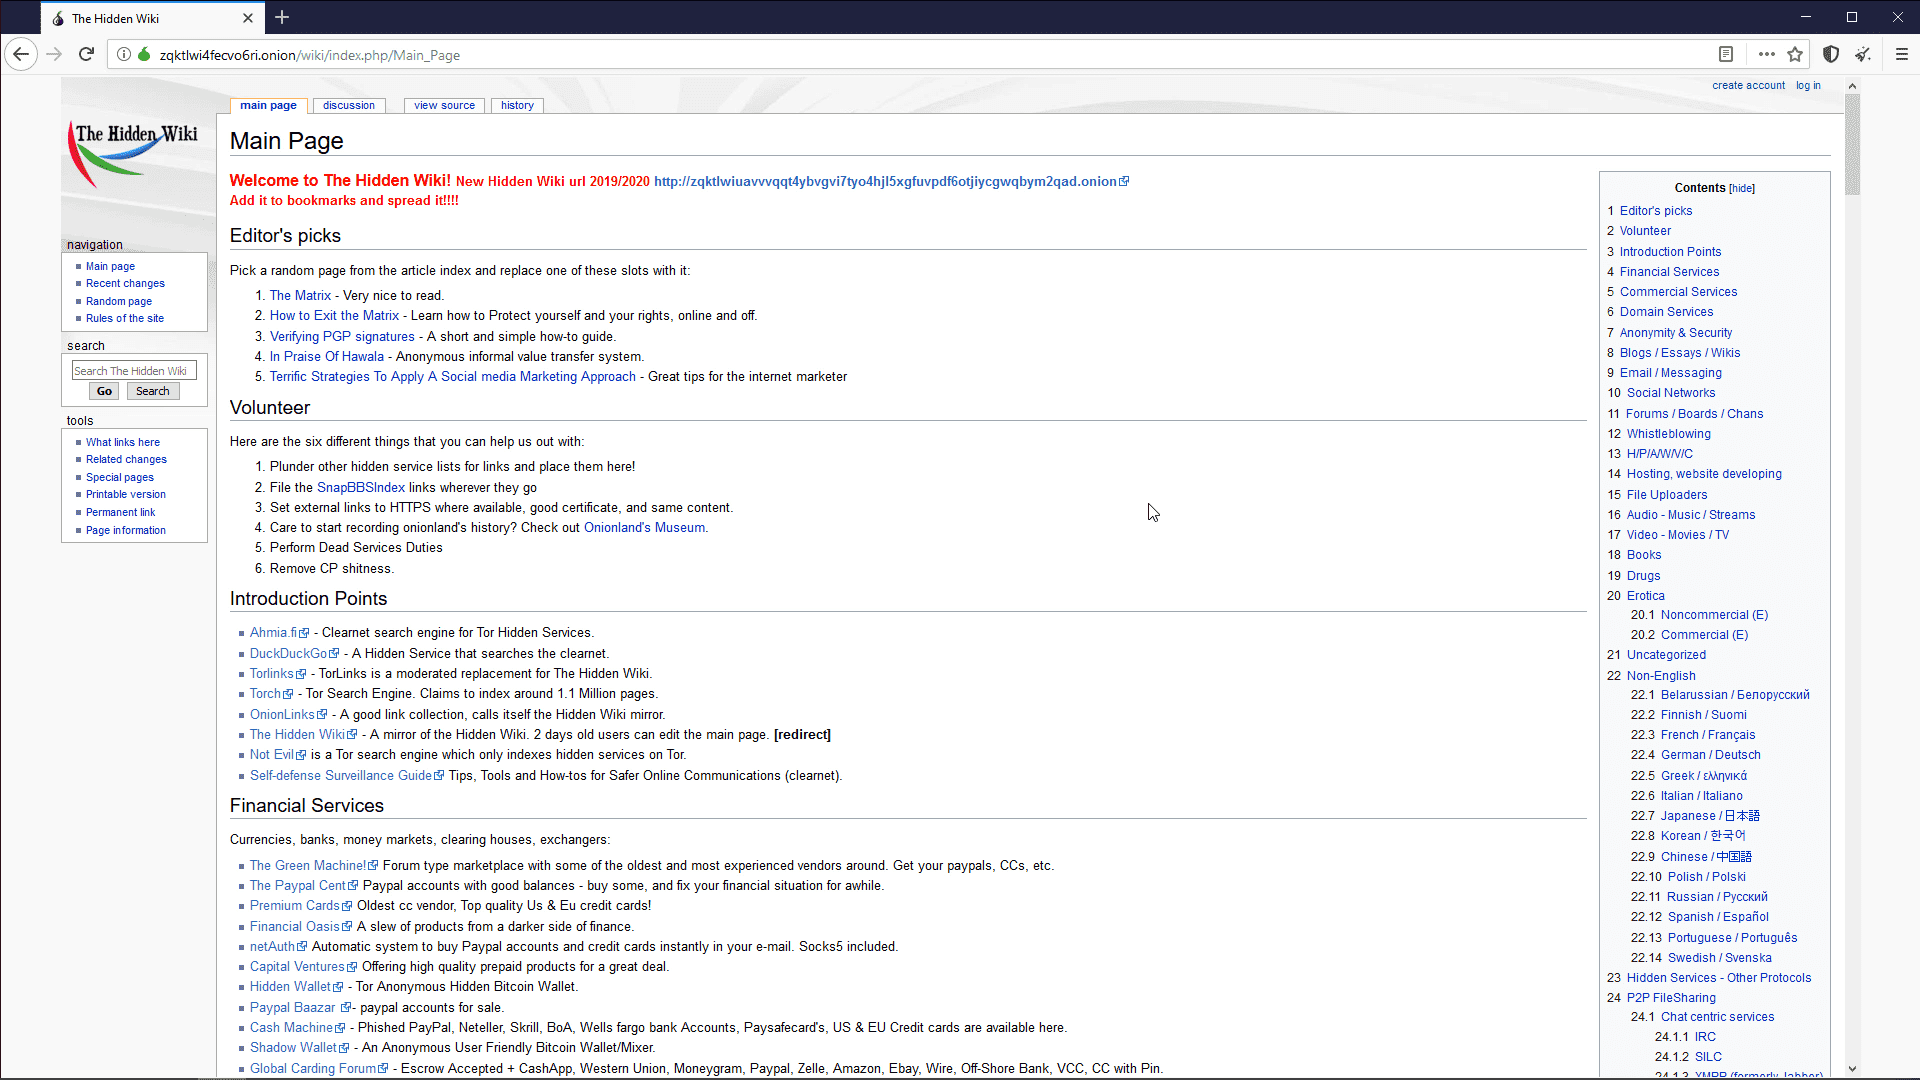 The Hidden Wiki
zqktlwi4fecvo6ri.onion/wiki/index.php/Main_Page
create account log in
main page discussion view source history
The Hidden Wiki
Main Page
Welcome to The Hidden Wiki! New Hidden Wiki url 2019/2020 http://zqktlwiuavvvqqt4ybvgvi7tyo4hjl5xgfuvpdf6otjiycgwqbym2qad.onion
Add it to bookmarks and spread it!!!!
navigation
Main page
Recent changes
Random page
Rules of the site
search
Search The Hidden Wiki
Go Search
tools
What links here
Related changes
Special pages
Printable version
Permanent link
Page information
Editor's picks
Pick a random page from the article index and replace one of these slots with it:
1. The Matrix - Very nice to read.
2. How to Exit the Matrix - Learn how to Protect yourself and your rights, online and off.
3. Verifying PGP signatures - A short and simple how-to guide.
4. In Praise Of Hawala - Anonymous informal value transfer system.
5. Terrific Strategies To Apply A Social media Marketing Approach - Great tips for the internet marketer
Volunteer
Here are the six different things that you can help us out with:
1. Plunder other hidden service lists for links and place them here!
2. File the SnapBBSIndex links wherever they go
3. Set external links to HTTPS where available, good certificate, and same content.
4. Care to start recording onionland's history? Check out Onionland's Museum.
5. Perform Dead Services Duties
6. Remove CP shitness.
Introduction Points
Ahmia.fi - Clearnet search engine for Tor Hidden Services.
DuckDuckGo - A Hidden Service that searches the clearnet.
Torlinks - TorLinks is a moderated replacement for The Hidden Wiki.
Torch - Tor Search Engine. Claims to index around 1.1 Million pages.
OnionLinks - A good link collection, calls itself the Hidden Wiki mirror.
The Hidden Wiki - A mirror of the Hidden Wiki. 2 days old users can edit the main page. [redirect]
Not Evil is a Tor search engine which only indexes hidden services on Tor.
Self-defense Surveillance Guide Tips, Tools and How-tos for Safer Online Communications (clearnet).
Financial Services
Currencies, banks, money markets, clearing houses, exchangers:
The Green Machine! Forum type marketplace with some of the oldest and most experienced vendors around. Get your paypals, CCs, etc.
The Paypal Cent Paypal accounts with good balances - buy some, and fix your financial situation for awhile.
Premium Cards Oldest cc vendor, Top quality Us & Eu credit cards!
Financial Oasis A slew of products from a darker side of finance.
netAuth Automatic system to buy Paypal accounts and credit cards instantly in your e-mail. Socks5 included.
Capital Ventures Offering high quality prepaid products for a great deal.
Hidden Wallet - Tor Anonymous Hidden Bitcoin Wallet.
Paypal Baazar - paypal accounts for sale.
Cash Machine - Phished PayPal, Neteller, Skrill, BoA, Wells fargo bank Accounts, Paysafecard's, US & EU Credit cards are available here.
Shadow Wallet - An Anonymous User Friendly Bitcoin Wallet/Mixer.
Global Carding Forum - Escrow Accepted + CashApp, Western Union, Moneygram, Paypal, Zelle, Amazon, Ebay, Wire, Off-Shore Bank, VCC, CC with Pin.
Contents [hide]
1 Editor's picks
2 Volunteer
3 Introduction Points
4 Financial Services
5 Commercial Services
6 Domain Services
7 Anonymity & Security
8 Blogs / Essays / Wikis
9 Email / Messaging
10 Social Networks
11 Forums / Boards / Chans
12 Whistleblowing
13 H/P/A/W/V/C
14 Hosting, website developing
15 File Uploaders
16 Audio - Music / Streams
17 Video - Movies / TV
18 Books
19 Drugs
20 Erotica
20.1 Noncommercial (E)
20.2 Commercial (E)
21 Uncategorized
22 Non-English
22.1 Belarussian / Белорусский
22.2 Finnish / Suomi
22.3 French / Français
22.4 German / Deutsch
22.5 Greek / ελληνικά
22.6 Italian / Italiano
22.7 Japanese / 日本語
22.8 Korean / 한국어
22.9 Chinese / 中国語
22.10 Polish / Polski
22.11 Russian / Русский
22.12 Spanish / Español
22.13 Portuguese / Português
22.14 Swedish / Svenska
23 Hidden Services - Other Protocols
24 P2P FileSharing
24.1 Chat centric services
24.1.1 IRC
24.1.2 SILC
24.1.3 XMPP (formerly Jabber)